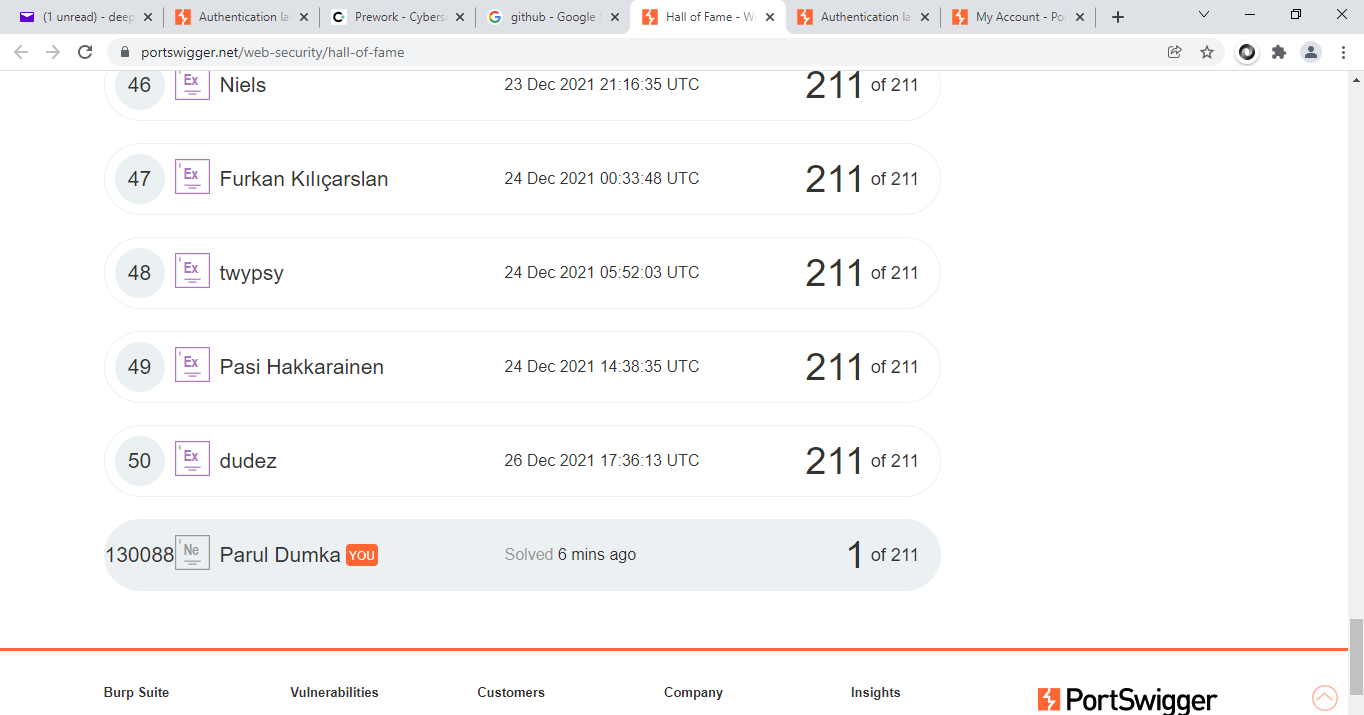 (1 unread) - deep
Authentication la
Prework - Cybers
github - Google S
Hall of Fame - We
Authentication la
My Account - Por
portswigger.net/web-security/hall-of-fame
46 Ex Niels 23 Dec 2021 21:16:35 UTC 211 of 211
47 Ex Furkan Kılıçarslan 24 Dec 2021 00:33:48 UTC 211 of 211
48 Ex twypsy 24 Dec 2021 05:52:03 UTC 211 of 211
49 Ex Pasi Hakkarainen 24 Dec 2021 14:38:35 UTC 211 of 211
50 Ex dudez 26 Dec 2021 17:36:13 UTC 211 of 211
130088 Ne Parul Dumka YOU Solved 6 mins ago 1 of 211
Burp Suite Vulnerabilities Customers Company Insights PortSwigger